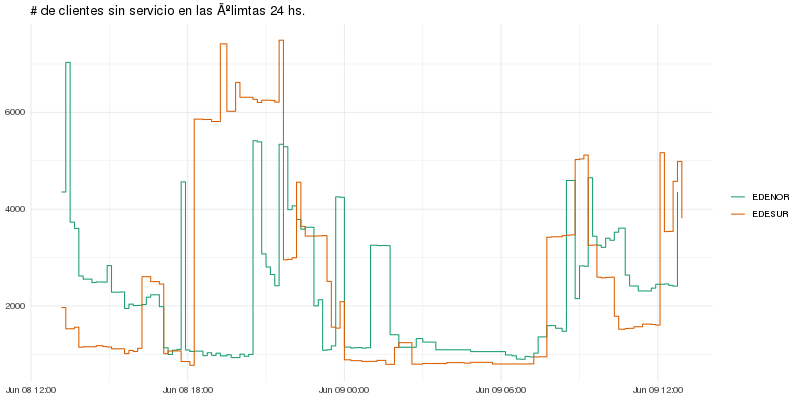 # de clientes sin servicio en las Ãºlimtas 24 hs.
6000
4000
2000
Jun 08 12:00
Jun 08 18:00
Jun 09 00:00
Jun 09 06:00
Jun 09 12:00
EDENOR
EDESUR